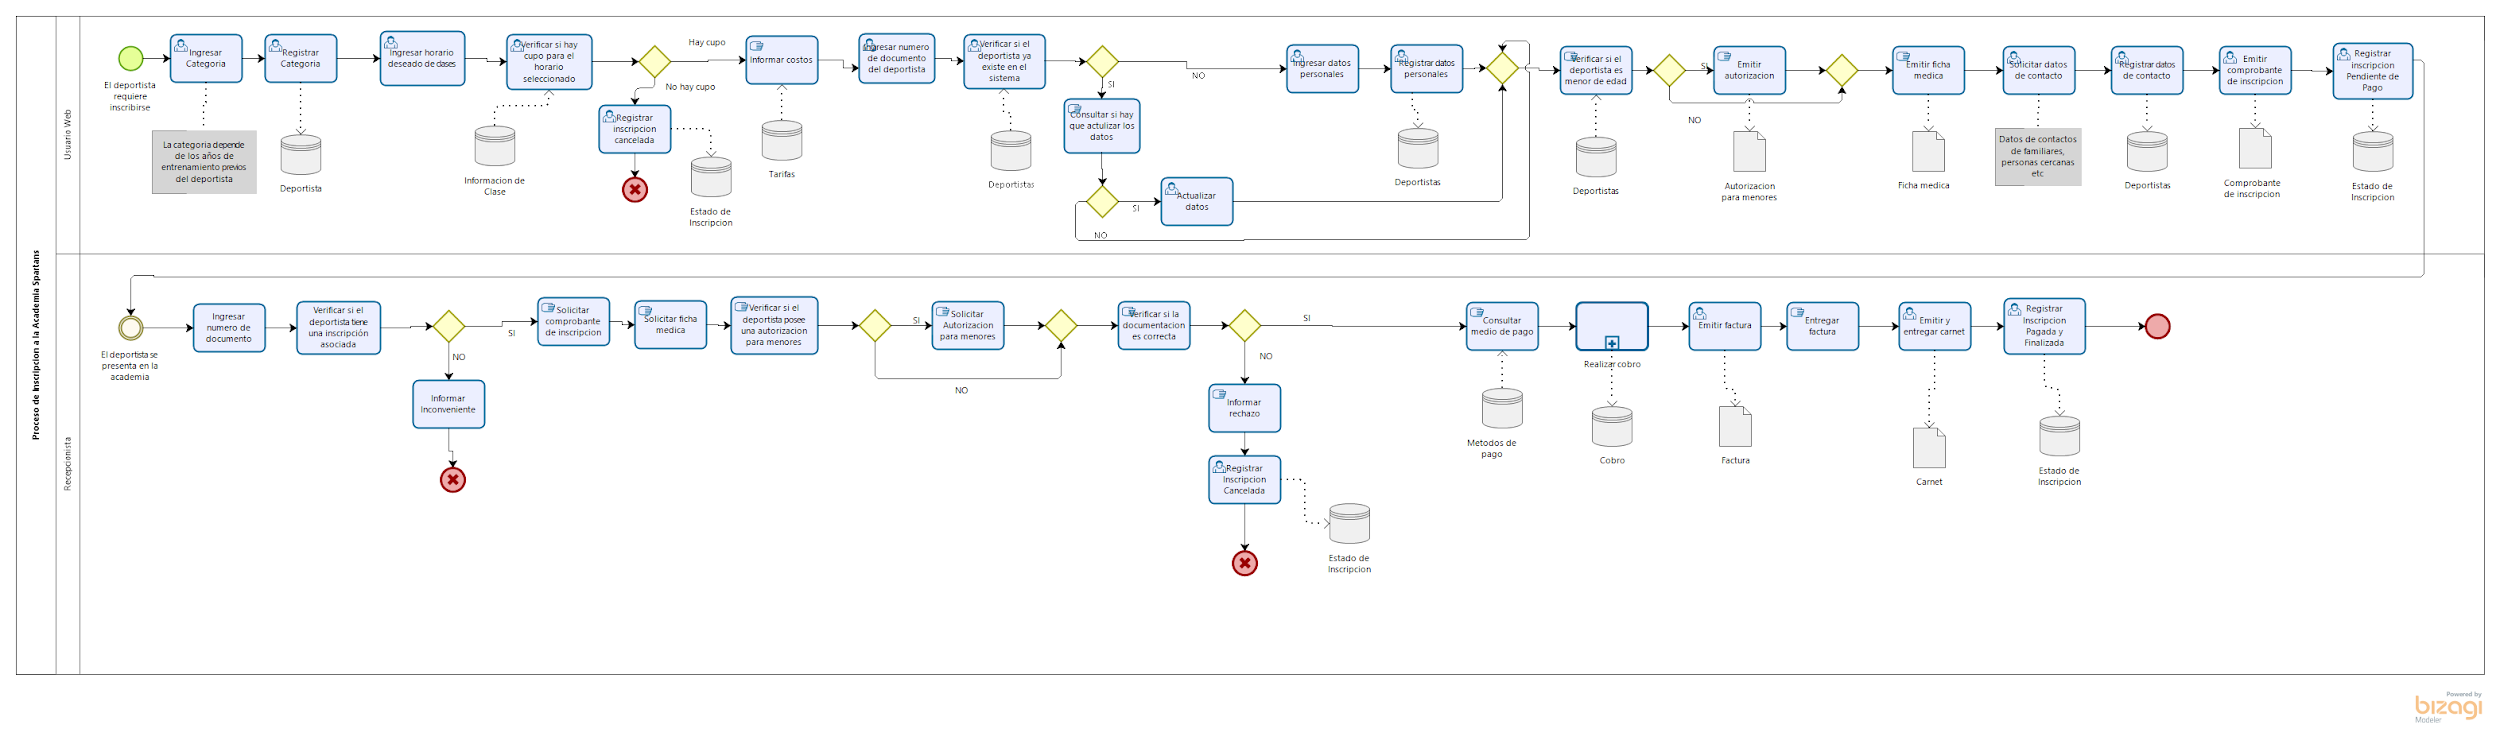 Proceso de Inscripcion a la Academia Spartans
Usuario Web
El deportista
requiere
inscribirse
Ingresar
Categoria
La categoria depende
de los años de
entrenamiento previos
del deportista
Registrar
Categoria
Deportista
Ingresar horario
deseado de clases
Verificar si hay
cupo para el
horario
seleccionado
Informacion de
Clase
Hay cupo
No hay cupo
Registrar
inscripcion
cancelada
Estado de
Inscripcion
Informar costos
Tarifas
Ingresar numero
de documento
del deportista
Verificar si el
deportista ya
existe en el
sistema
Deportistas
NO
SI
Consultar si hay
que actulizar los
datos
SI
NO
Actualizar
datos
Ingresar datos
personales
Registrar datos
personales
Deportistas
Verificar si el
deportista es
menor de edad
Deportistas
SI
NO
Emitir
autorizacion
Autorizacion
para menores
Emitir ficha
medica
Ficha medica
Solicitar datos
de contacto
Datos de contactos
de familiares,
personas cercanas
etc
Registrar datos
de contacto
Deportistas
Emitir
comprobante
de inscripcion
Comprobante
de inscripcion
Registrar
inscripcion
Pendiente de
Pago
Estado de
Inscripcion
Recepcionista
El deportista se
presenta en la
academia
Ingresar
numero de
documento
Verificar si el
deportista tiene
una inscripción
asociada
SI
NO
Informar
Inconveniente
Solicitar
comprobante
de inscripcion
Solicitar ficha
medica
Verificar si el
deportista posee
una autorizacion
para menores
SI
NO
Solicitar
Autorizacion
para menores
Verificar si la
documentacion
es correcta
SI
NO
Informar
rechazo
Registrar
Inscripcion
Cancelada
Estado de
Inscripcion
Consultar
medio de pago
Metodos de
pago
Realizar cobro
Cobro
Emitir factura
Factura
Entregar
factura
Emitir y
entregar carnet
Carnet
Registrar
Inscripcion
Pagada y
Finalizada
Estado de
Inscripcion
Powered by
bizagi
Modeler